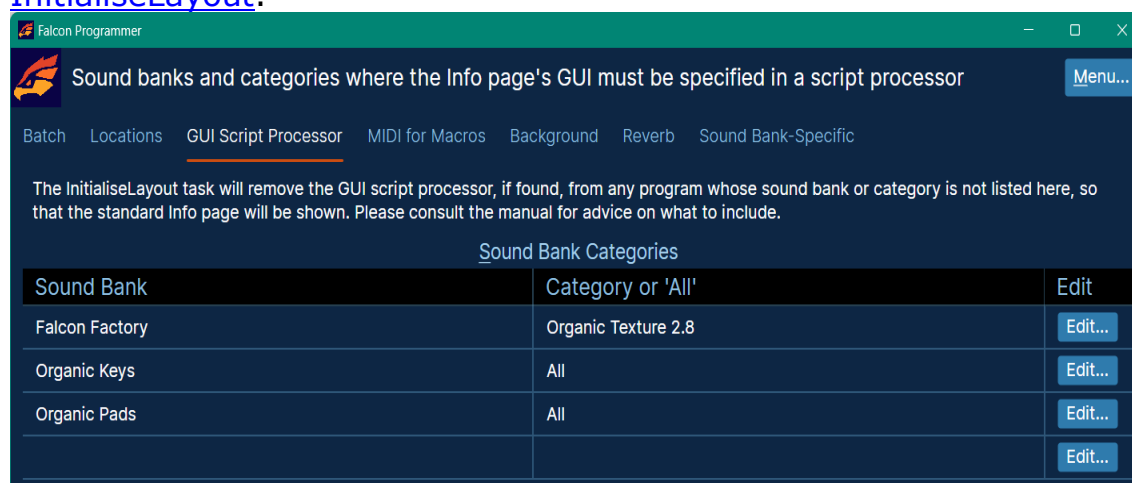 InitialiseLayout.
Falcon Programmer
Sound banks and categories where the Info page's GUI must be specified in a script processor
Menu...
Batch Locations GUI Script Processor MIDI for Macros Background Reverb Sound Bank-Specific
The InitialiseLayout task will remove the GUI script processor, if found, from any program whose sound bank or category is not listed here, so
that the standard Info page will be shown. Please consult the manual for advice on what to include.
Sound Bank Categories
Sound Bank Category or 'All' Edit
Falcon Factory Organic Texture 2.8 Edit...
Organic Keys All Edit...
Organic Pads All Edit...
Edit...